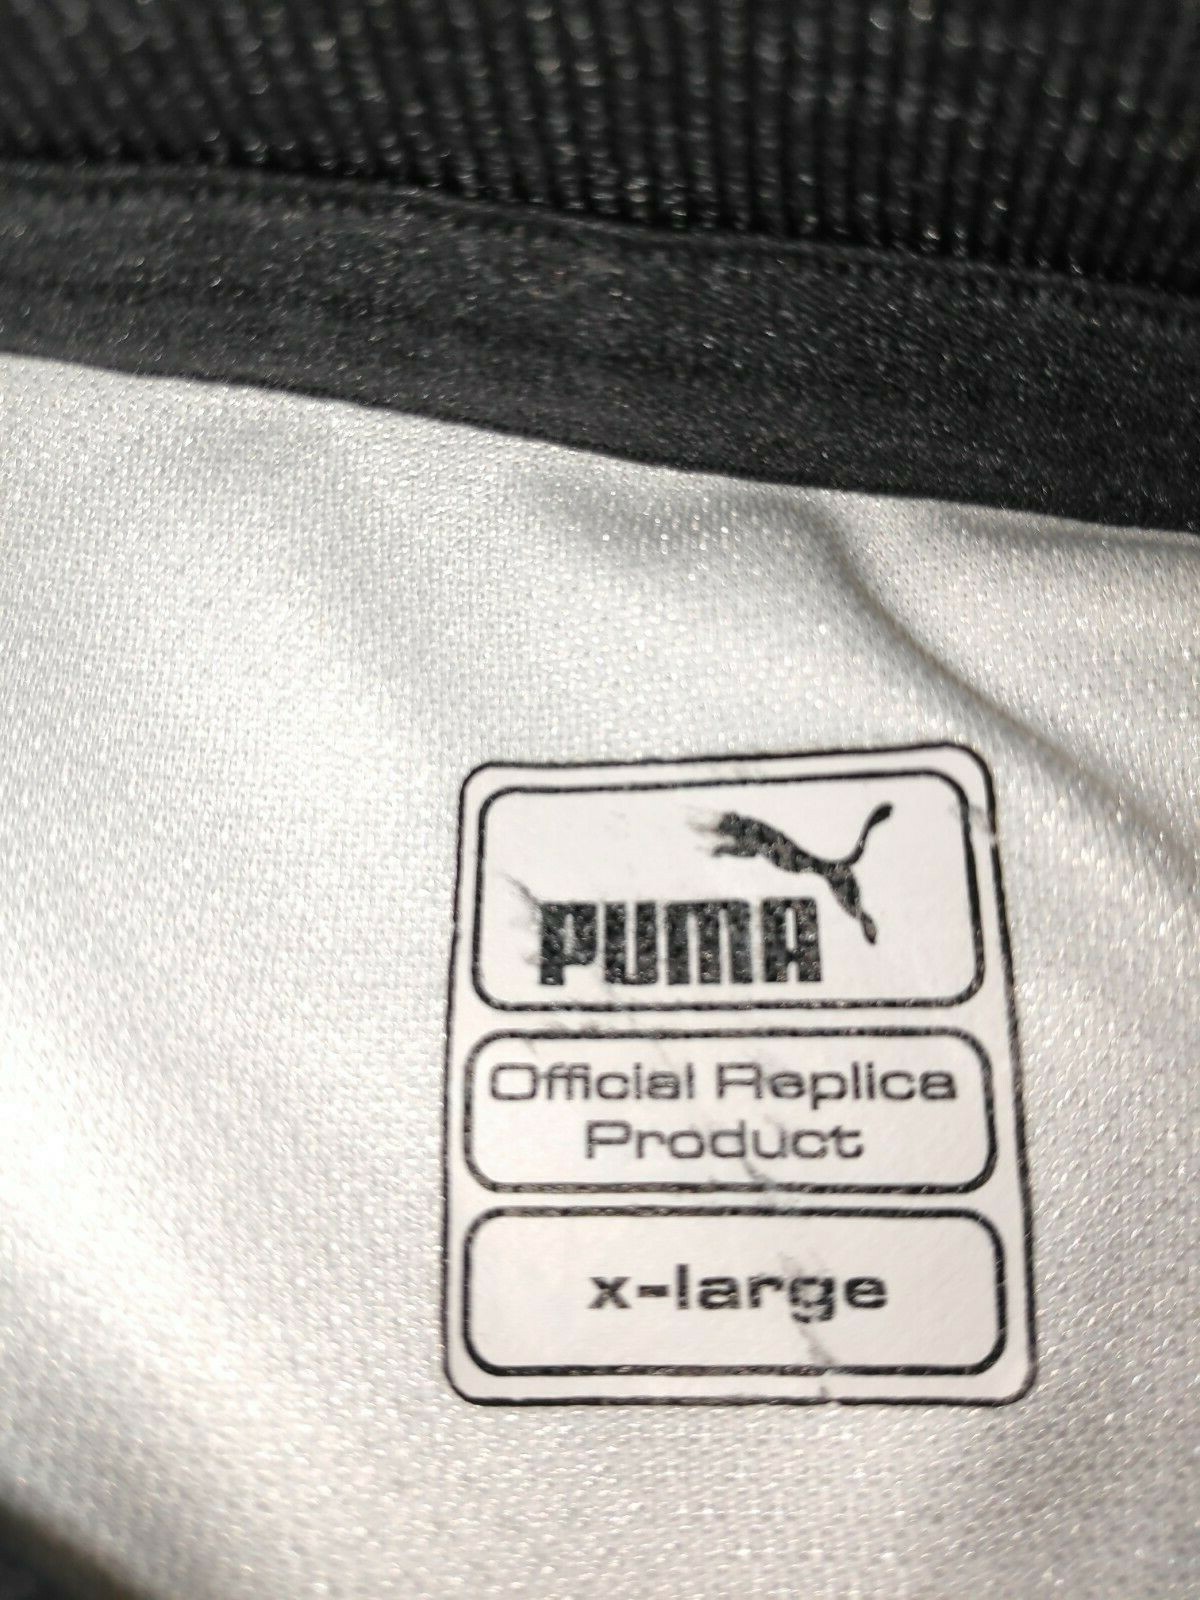 PUMA
Official Replica
Product
x-large